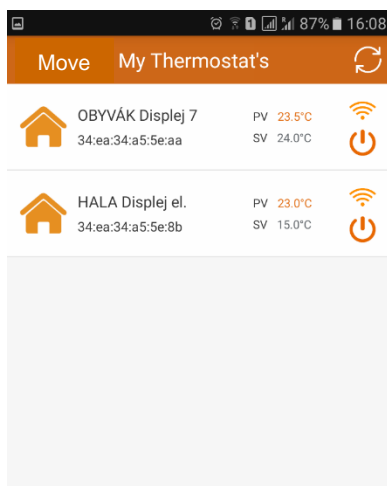 87% 16:08
Move My Thermostat's
OBYVÁK Displej 7 PV 23.5°C
34:ea:34:a5:5e:aa SV 24.0°C
HALA Displej el. PV 23.0°C
34:ea:34:a5:5e:8b SV 15.0°C